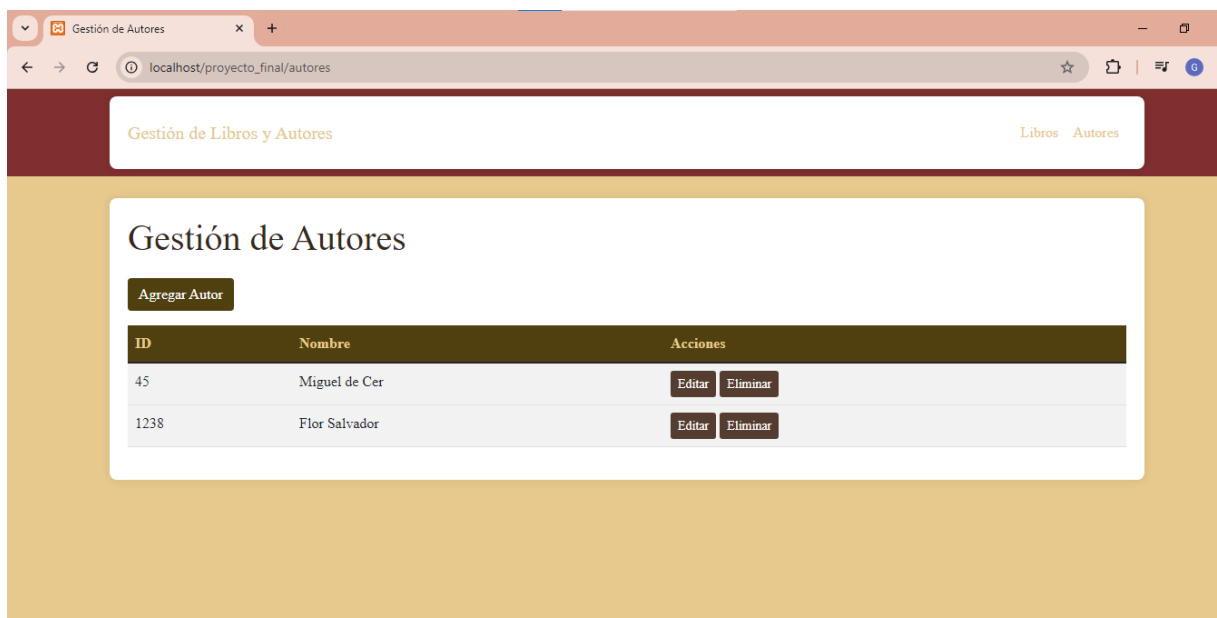 Gestión de Autores
localhost/proyecto_final/autores
G
Gestión de Libros y Autores Libros Autores
Gestión de Autores
Agregar Autor
ID Nombre Acciones
45 Miguel de Cer Editar Eliminar
1238 Flor Salvador Editar Eliminar